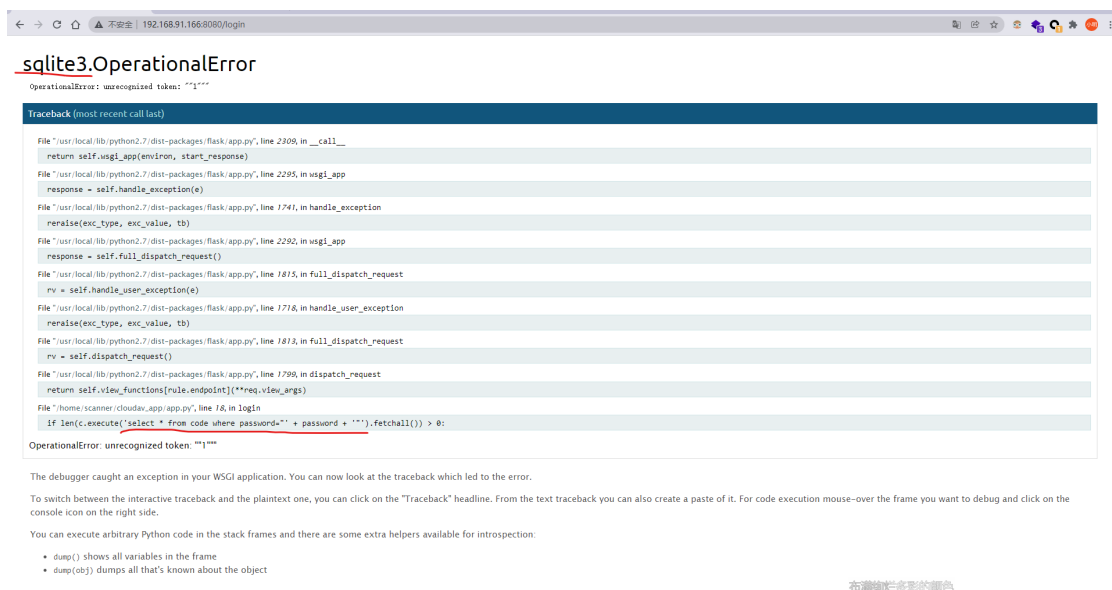 不安全 | 192.168.91.166:8080/login
sqlite3.OperationalError
OperationalError: unrecognized token: ""1"""
Traceback (most recent call last)
File "/usr/local/lib/python2.7/dist-packages/flask/app.py", line 2309, in __call__
return self.wsgi_app(environ, start_response)
File "/usr/local/lib/python2.7/dist-packages/flask/app.py", line 2295, in wsgi_app
response = self.handle_exception(e)
File "/usr/local/lib/python2.7/dist-packages/flask/app.py", line 1741, in handle_exception
reraise(exc_type, exc_value, tb)
File "/usr/local/lib/python2.7/dist-packages/flask/app.py", line 2292, in wsgi_app
response = self.full_dispatch_request()
File "/usr/local/lib/python2.7/dist-packages/flask/app.py", line 1815, in full_dispatch_request
rv = self.handle_user_exception(e)
File "/usr/local/lib/python2.7/dist-packages/flask/app.py", line 1718, in handle_user_exception
reraise(exc_type, exc_value, tb)
File "/usr/local/lib/python2.7/dist-packages/flask/app.py", line 1813, in full_dispatch_request
rv = self.dispatch_request()
File "/usr/local/lib/python2.7/dist-packages/flask/app.py", line 1799, in dispatch_request
return self.view_functions[rule.endpoint](**req.view_args)
File "/home/scanner/cloudav_app/app.py", line 18, in login
if len(c.execute('select * from code where password="' + password + '"').fetchall()) > 0:
OperationalError: unrecognized token: ""1"""
The debugger caught an exception in your WSGI application. You can now look at the traceback which led to the error.
To switch between the interactive traceback and the plaintext one, you can click on the "Traceback" headline. From the text traceback you can also create a paste of it. For code execution mouse-over the frame you want to debug and click on the
console icon on the right side.
You can execute arbitrary Python code in the stack frames and there are some extra helpers available for introspection:
• dump() shows all variables in the frame
• dump(obj) dumps all that's known about the object